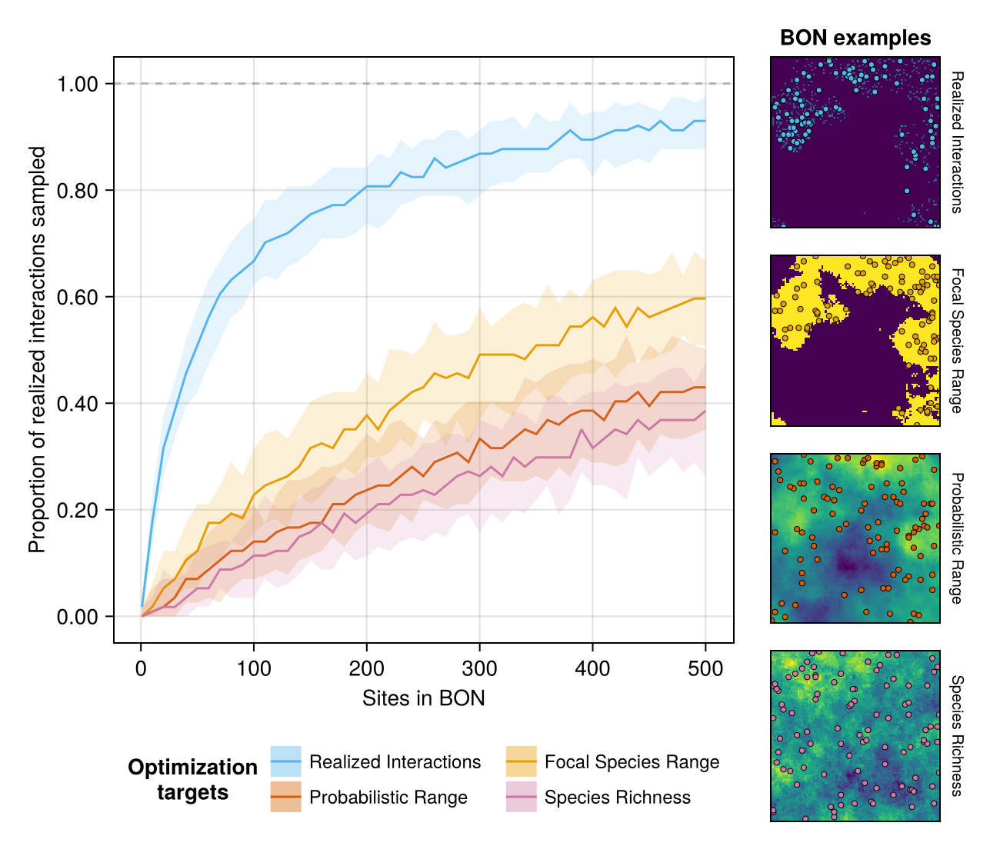 BON examples
1.00
0.80
0.60
0.40
0.20
0.00
Proportion of realized interactions sampled
0
100
200
300
400
500
Sites in BON
Realized Interactions
Focal Species Range
Probabilistic Range
Species Richness
Optimization
targets
Realized Interactions
Focal Species Range
Probabilistic Range
Species Richness